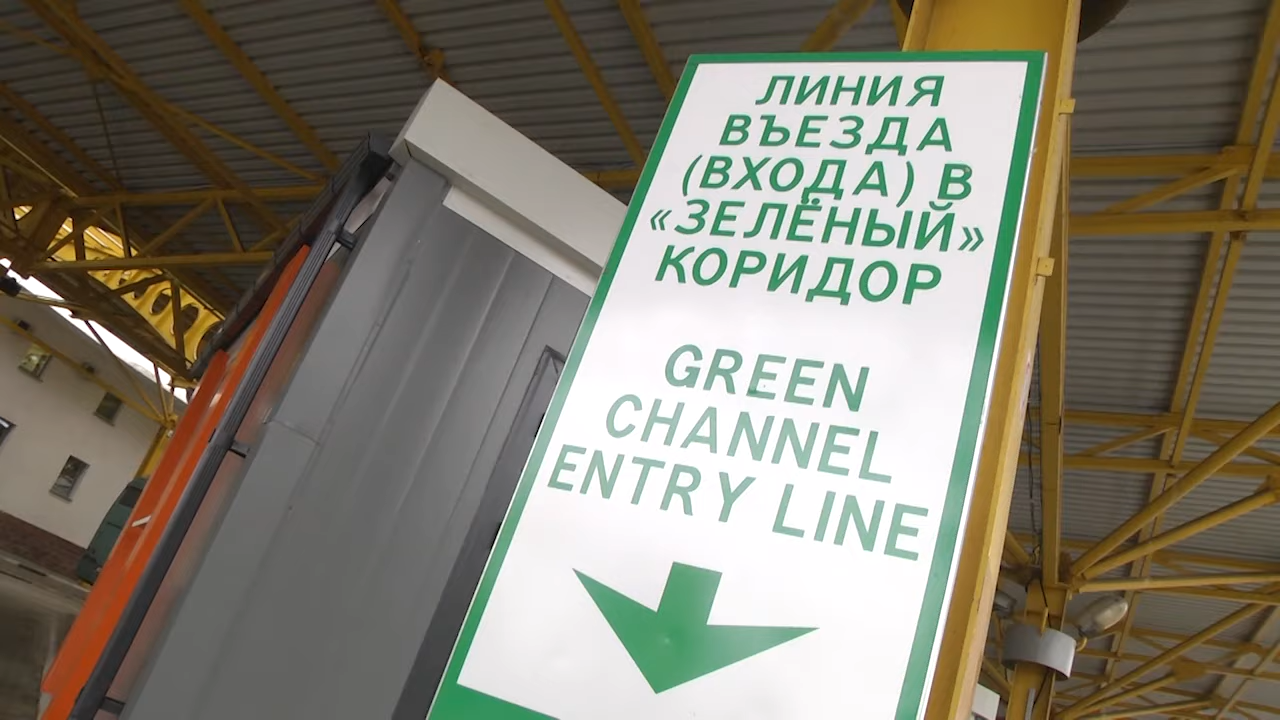 ЛИНИЯ
ВЪЕЗДА
(ВХОДА) В
«ЗЕЛЁНЫЙ»
КОРИДОР
GREEN
CHANNEL
ENTRY LINE